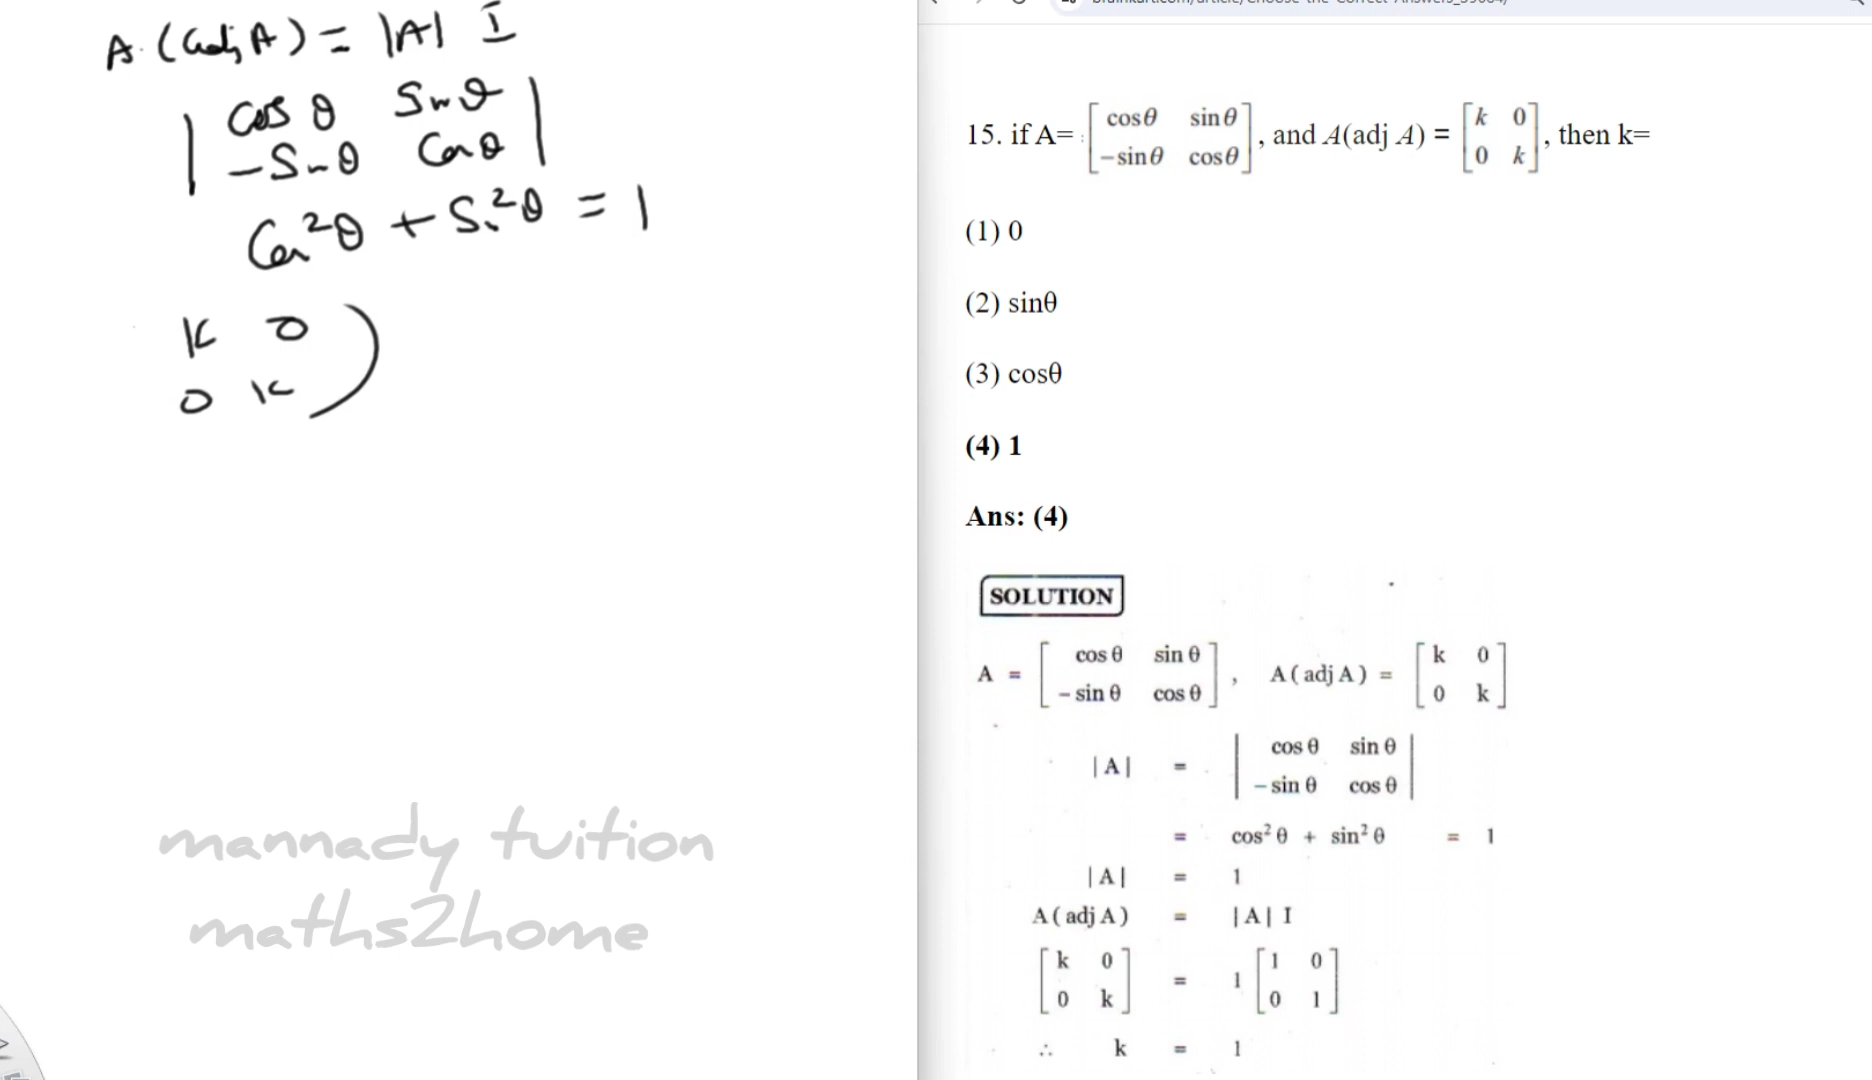 A.(adj A) = |A| I
| cos θ sin θ |
| -sin θ cos θ |
cos²θ + sin²θ = 1
K 0 )
0 K
mannady tuition
maths2home
15. if A= [cosθ sinθ
-sinθ cosθ], and A(adj A) = [k 0
0 k], then k=
(1) 0
(2) sinθ
(3) cosθ
(4) 1
Ans: (4)
SOLUTION
A = [cos θ sin θ
- sin θ cos θ], A ( adj A ) = [k 0
0 k]
| A | = | cos θ sin θ
- sin θ cos θ |
= cos² θ + sin² θ = 1
| A | = 1
A ( adj A ) = | A | I
[k 0
0 k] = 1 [1 0
0 1]
∴ k = 1